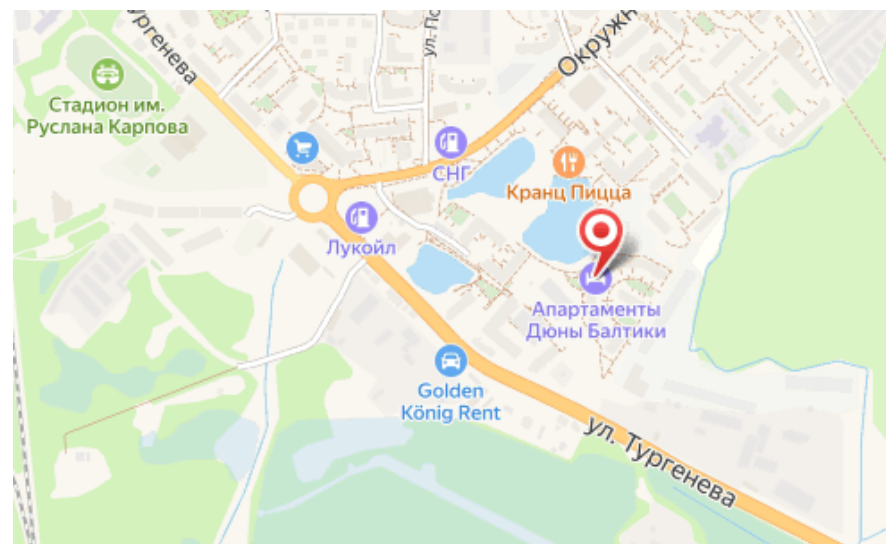 ургенева
ул. По
Окружн
Стадион им.
Руслана Карпова
СНГ
Кранц Пицца
Лукойл
Апартаменты
Дюны Балтики
Golden
König Rent
ул. Тургенева